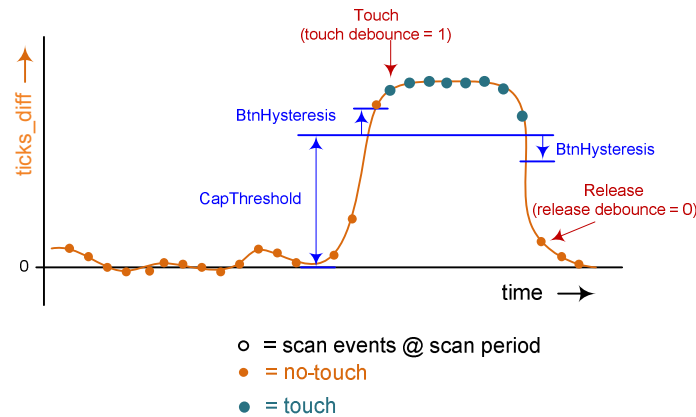 Touch
(touch debounce = 1)
ticks_diff
BtnHysteresis
BtnHysteresis
CapThreshold
Release
(release debounce = 0)
0
time
= scan events @ scan period
= no-touch
= touch